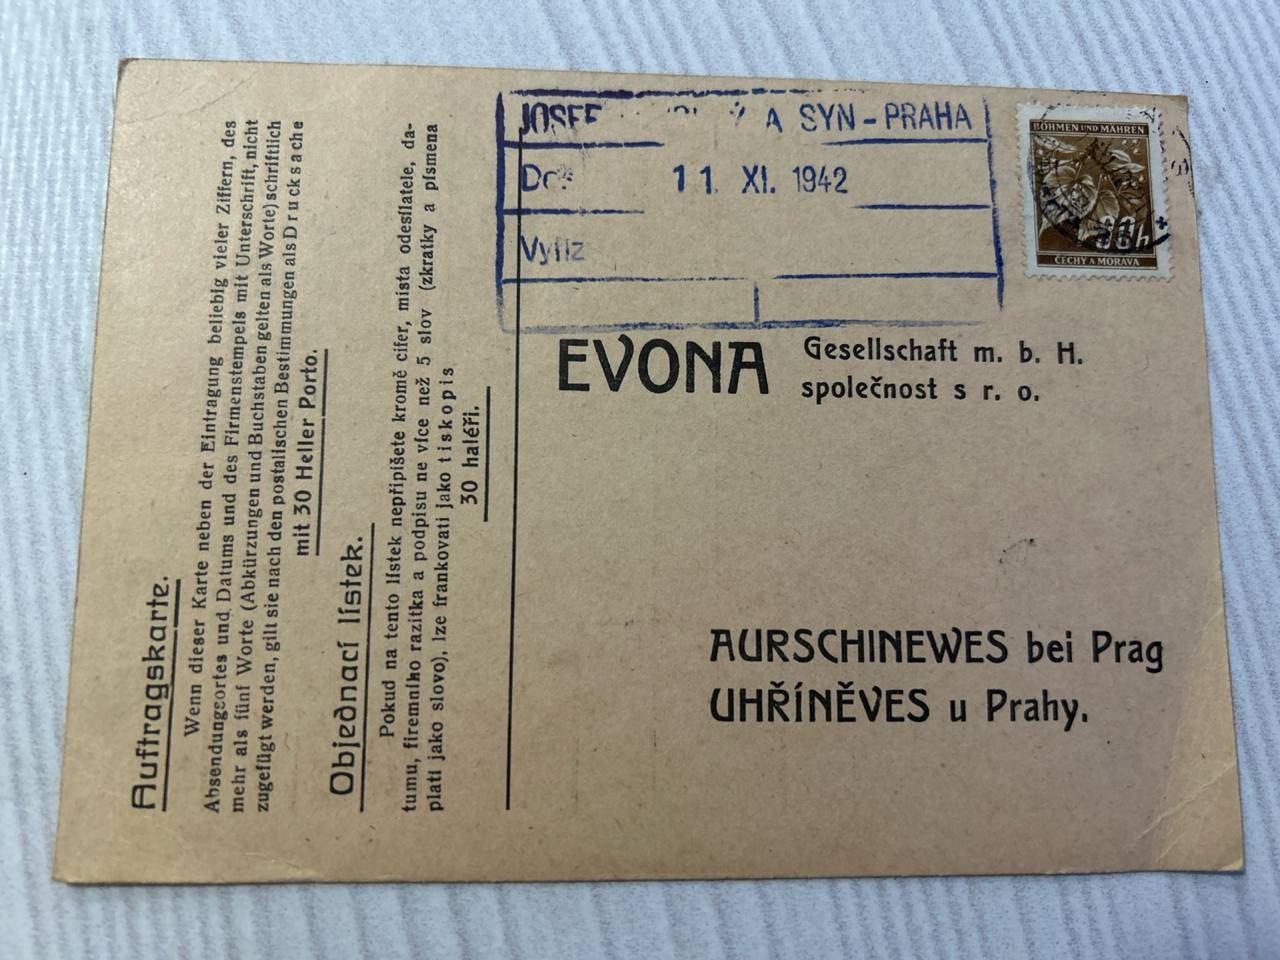 JOSEF A SYN - PRAHA
11. XI. 1942
Vyříz
BÖHMEN UND MÄHREN
30h
ČECHY A MORAVA
EVONA Gesellschaft m. b. H.
společnost s r. o.
AURSCHINEWES bei Prag
UHŘÍNĚVES u Prahy.
Auftragskarte.
Wenn dieser Karte neben der Eintragung beliebig vieler Ziffern, des
Absendungsortes und Datums und des Firmenstempels mit Unterschrift, nicht
mehr als fünf Worte (Abkürzungen und Buchstaben gelten als Worte) schriftlich
zugefügt werden, gilt sie nach den postalischen Bestimmungen als Drucksache
mit 30 Heller Porto.
Objednací lístek.
Pokud na tento lístek nepřipíšete kromě cifer, místa odesílatele, da-
tumu, firemního razítka a podpisu ne více než 5 slov (zkratky a písmena
platí jako slovo), lze frankovati jako tiskopis
30 haléři.